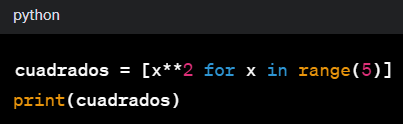 python
cuadrados = [x**2 for x in range(5)]
print(cuadrados)